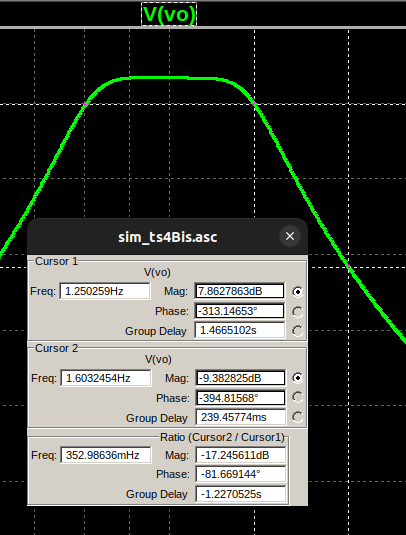 V(vo)
sim_ts4Bis.asc
Cursor 1
V(vo)
Freq: 1.250259Hz Mag: 7.8627863dB
Phase: -313.14653°
Group Delay 1.4665102s
Cursor 2
V(vo)
Freq: 1.6032454Hz Mag: -9.382825dB
Phase: -394.81568°
Group Delay 239.45774ms
Ratio (Cursor2 / Cursor1)
Freq: 352.98636mHz Mag: -17.245611dB
Phase: -81.669144°
Group Delay -1.2270525s